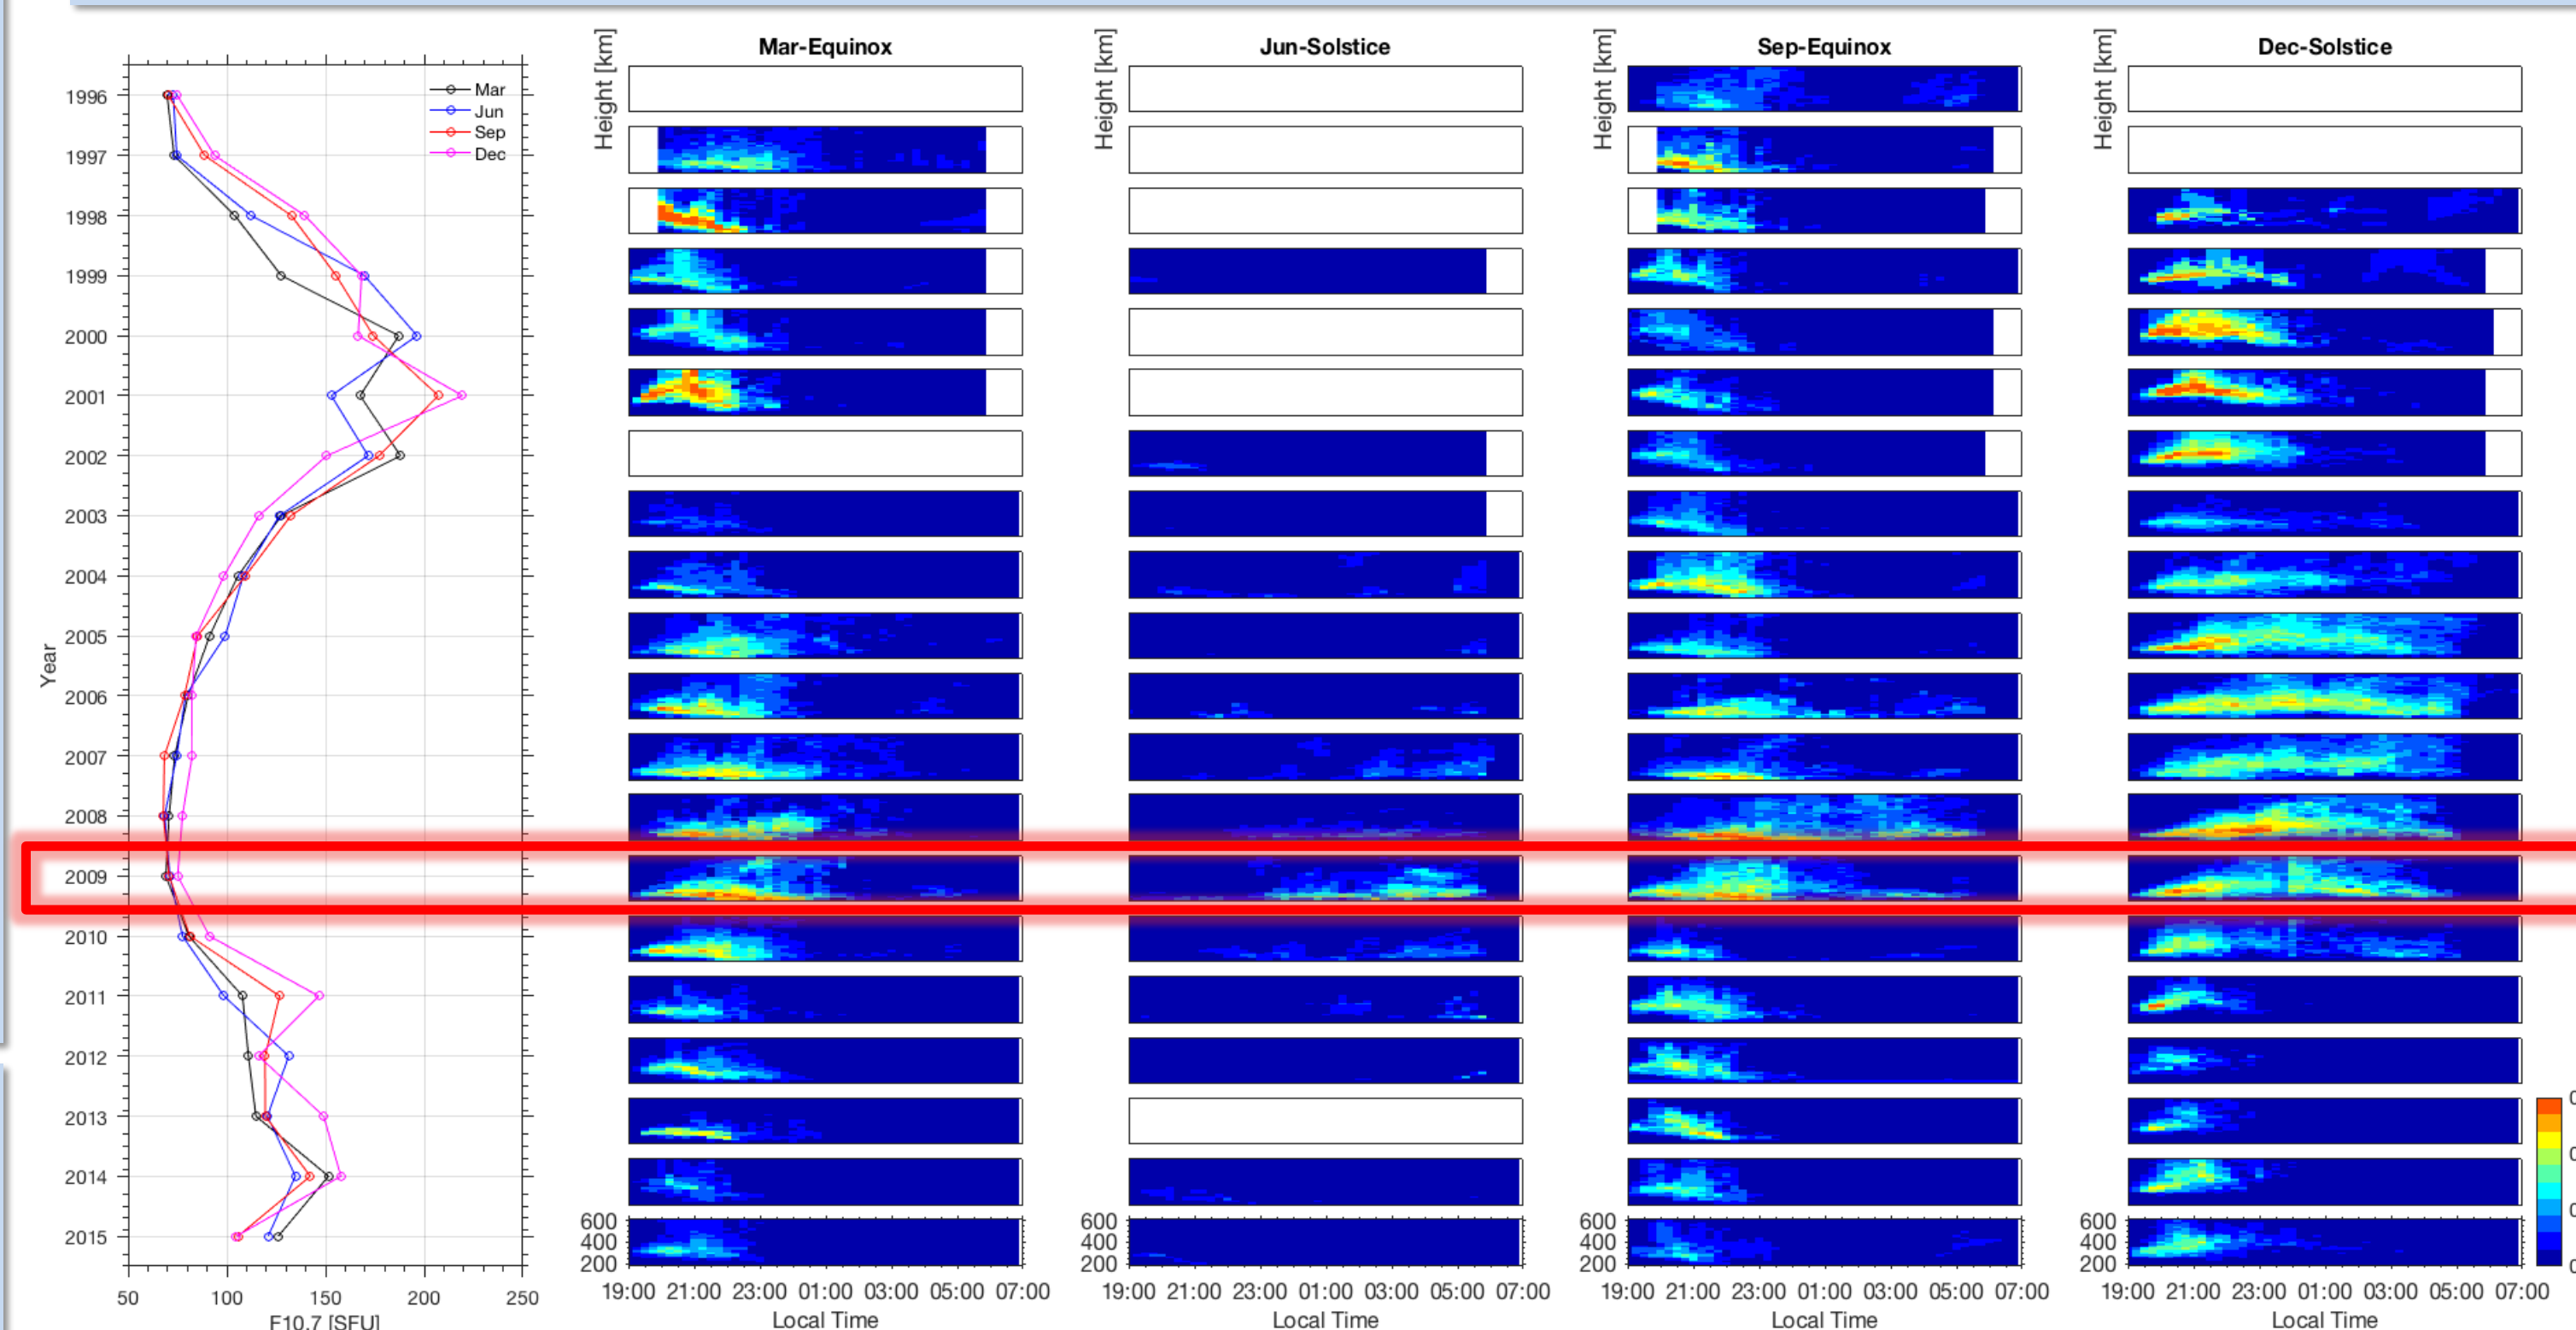 Mar-Equinox
Jun-Solstice
Sep-Equinox
Dec-Solstice
Height [km]
Height [km]
Height [km]
Height [km]
Mar
Jun
Sep
Dec
Year
1996
1997
1998
1999
2000
2001
2002
2003
2004
2005
2006
2007
2008
2009
2010
2011
2012
2013
2014
2015
50 100 150 200 250
F10.7 [SFU]
600
400
200
600
400
200
600
400
200
600
400
200
19:00 21:00 23:00 01:00 03:00 05:00 07:00
19:00 21:00 23:00 01:00 03:00 05:00 07:00
19:00 21:00 23:00 01:00 03:00 05:00 07:00
19:00 21:00 23:00 01:00 03:00 05:00 07:00
Local Time
Local Time
Local Time
Local Time